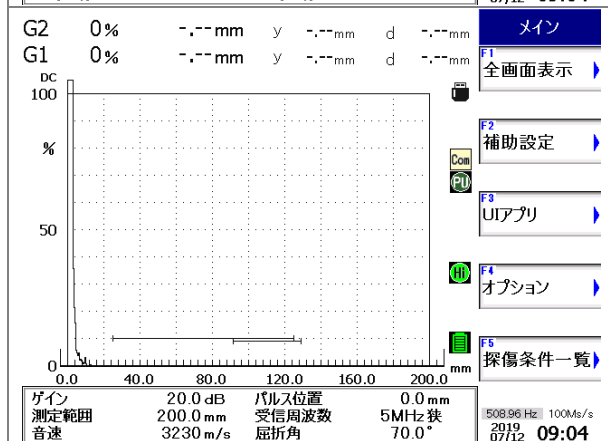 G2 0% -.--mm y -.--mm d -.--mm
G1 0% -.--mm y -.--mm d -.--mm
DC
100
%
50
0
0.0 40.0 80.0 120.0 160.0 200.0 mm
Com
PU
Hi
メイン
F1
全画面表示
F2
補助設定
F3
UIアプリ
F4
オプション
F5
探傷条件一覧
ゲイン 20.0 dB パルス位置 0.0 mm
測定範囲 200.0 mm 受信周波数 5MHz 狭
音速 3230 m/s 屈折角 70.0°
508.96 Hz 100Ms/s
2019 07/12 09:04